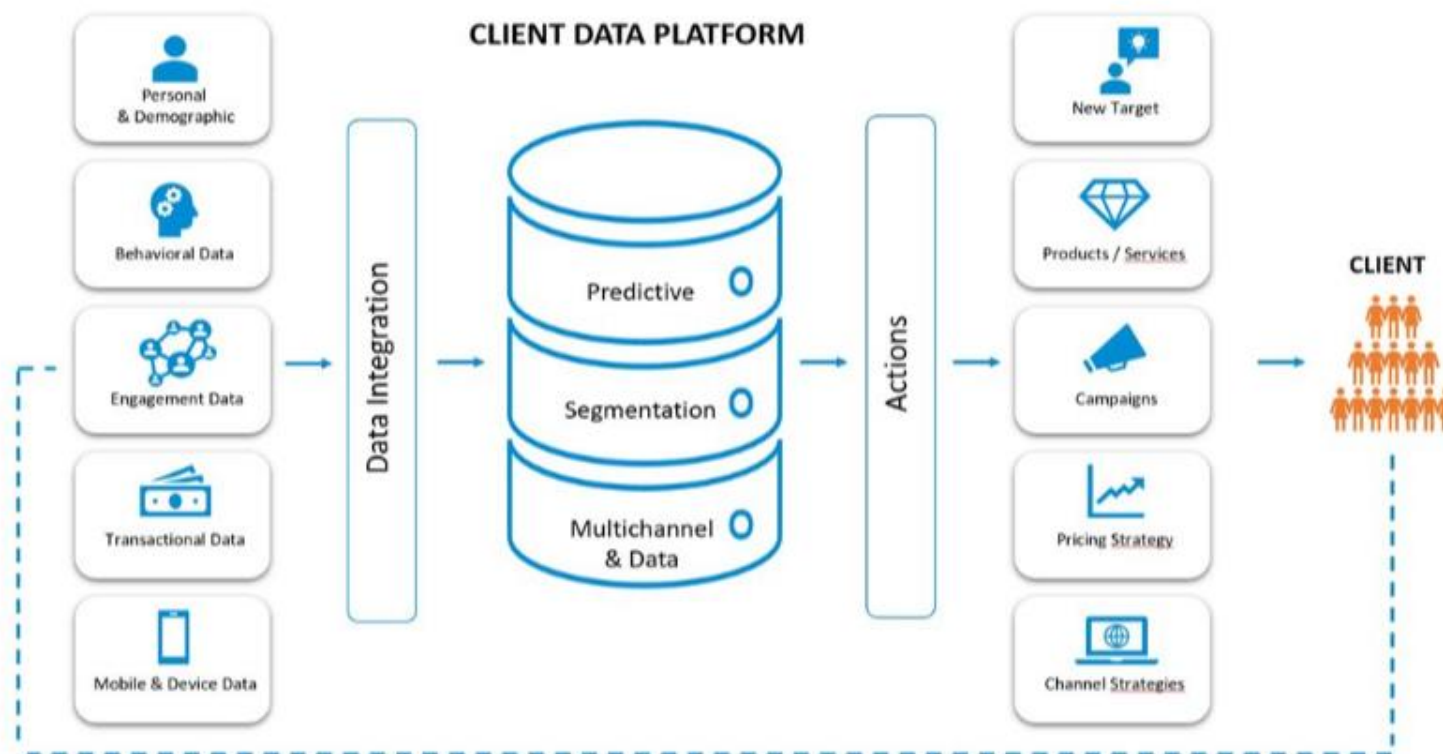 CLIENT DATA PLATFORM
Personal
& Demographic
Behavioral Data
Engagement Data
Transactional Data
Mobile & Device Data
Data Integration
Predictive
Segmentation
Multichannel
& Data
Actions
New Target
Products / Services
Campaigns
Pricing Strategy
Channel Strategies
CLIENT